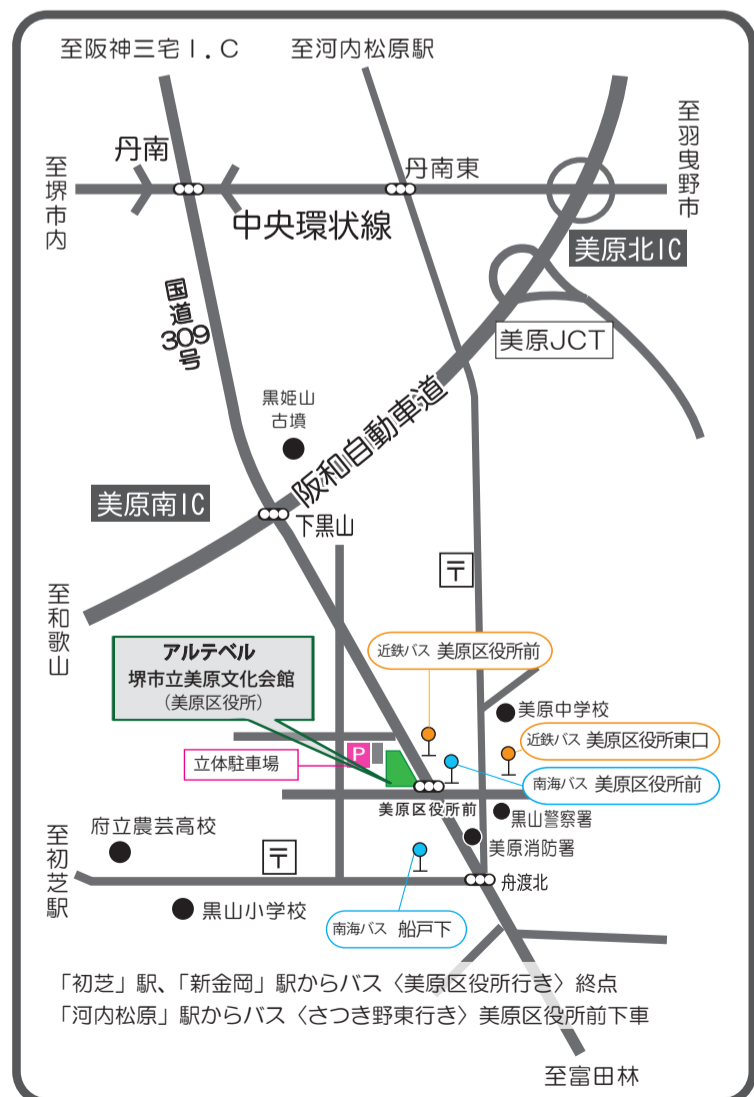 至阪神三宅I.C
至河内松原駅
至羽曳野市
丹南
丹南東
至堺市内
中央環状線
美原北IC
国道309号
美原JCT
黒姫山
古墳
阪和自動車道
美原南IC
下黒山
〒
至和歌山
アルテベル
堺市立美原文化会館
(美原区役所)
近鉄バス 美原区役所前
美原中学校
近鉄バス 美原区役所東口
P
立体駐車場
南海バス 美原区役所前
美原区役所前
黒山警察署
至初芝駅
府立農芸高校
〒
美原消防署
舟渡北
黒山小学校
南海バス 船戸下
「初芝」駅、「新金岡」駅からバス〈美原区役所行き〉終点
「河内松原」駅からバス〈さつき野東行き〉美原区役所前下車
至富田林